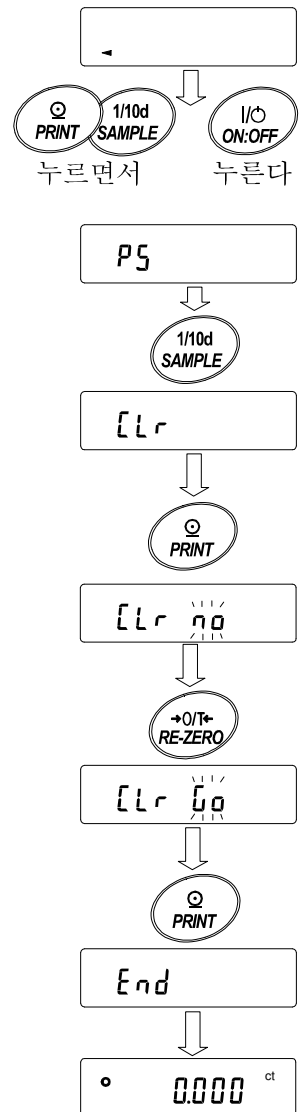 1/10d I/⏻
PRINT SAMPLE ON:OFF
누르면서 누른다
PS
1/10d
SAMPLE
CLr
PRINT
CLr no
→O/T←
RE-ZERO
CLr Go
PRINT
End
0.000 ct